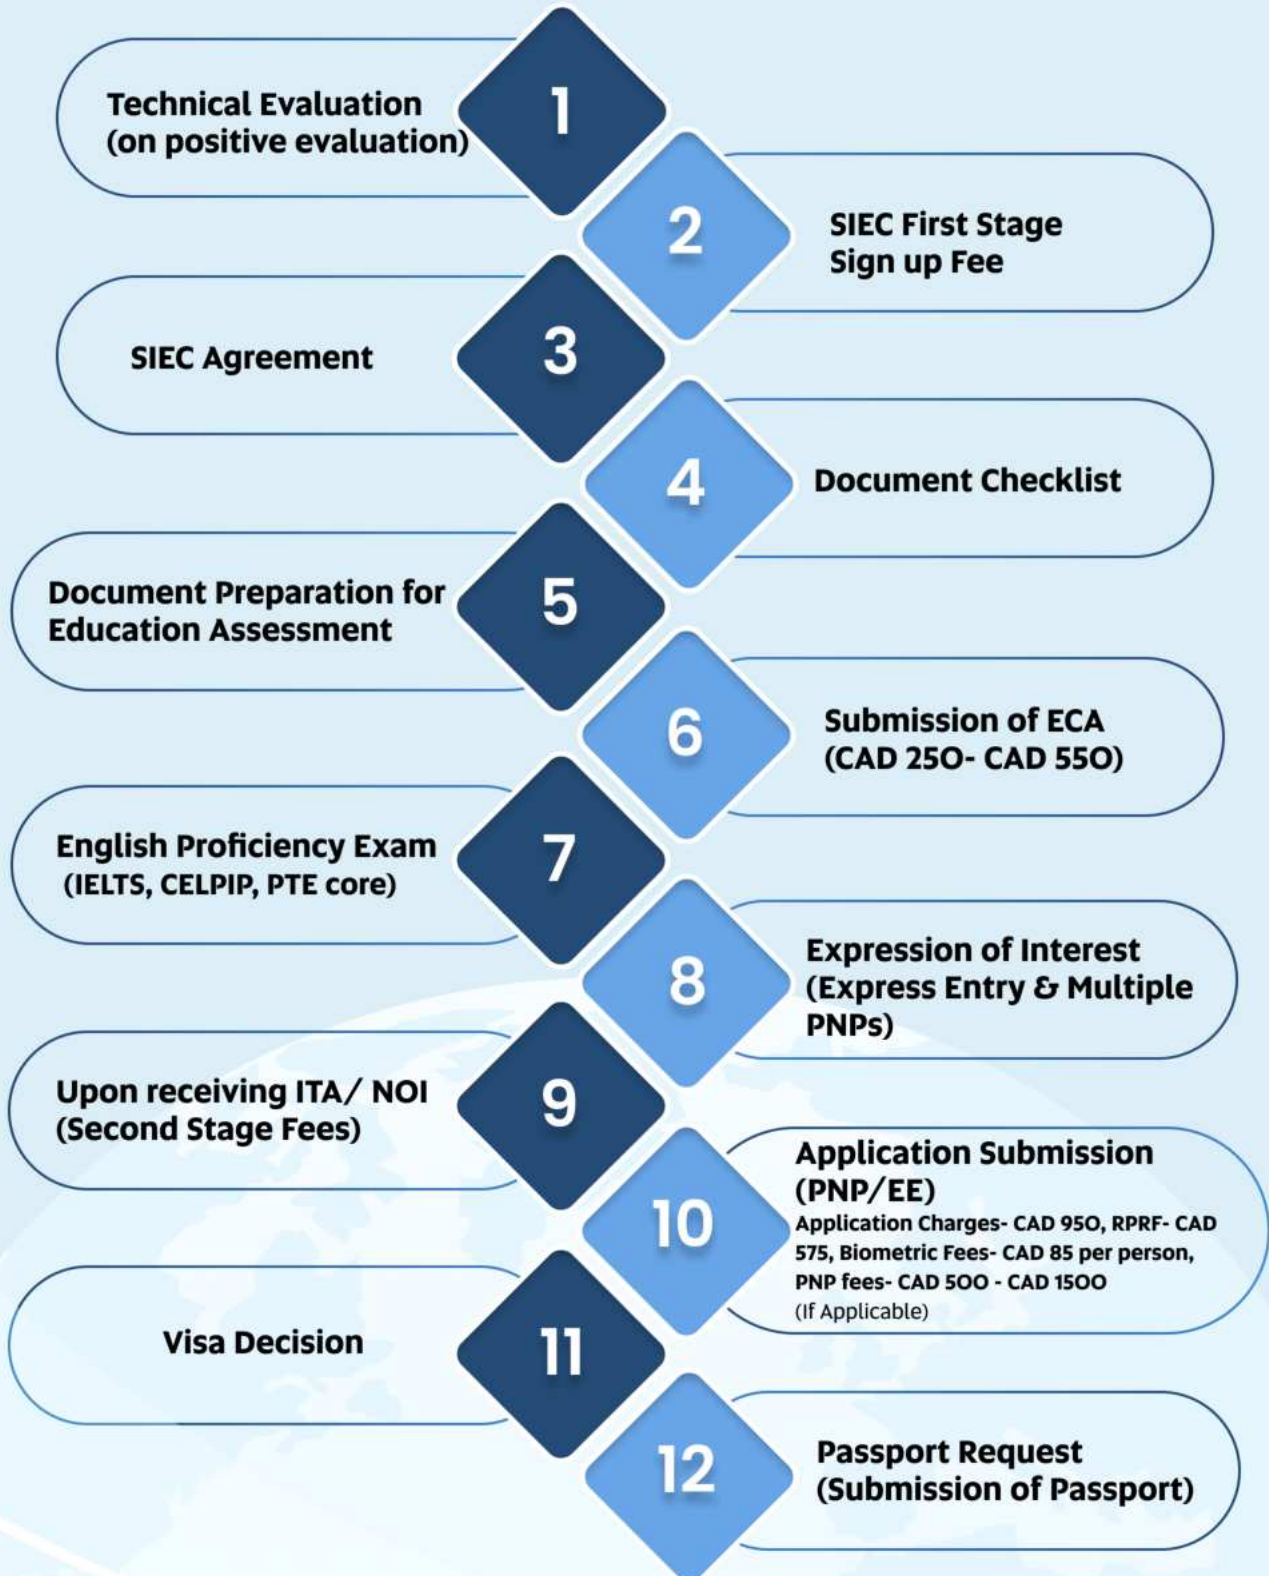 1
Technical Evaluation
(on positive evaluation)
2
SIEC First Stage
Sign up Fee
3
SIEC Agreement
4
Document Checklist
5
Document Preparation for
Education Assessment
6
Submission of ECA
(CAD 250- CAD 550)
7
English Proficiency Exam
(IELTS, CELPIP, PTE core)
8
Expression of Interest
(Express Entry & Multiple
PNPs)
9
Upon receiving ITA/ NOI
(Second Stage Fees)
10
Application Submission
(PNP/EE)
Application Charges- CAD 950, RPRF- CAD
575, Biometric Fees- CAD 85 per person,
PNP fees- CAD 500 - CAD 1500
(If Applicable)
11
Visa Decision
12
Passport Request
(Submission of Passport)